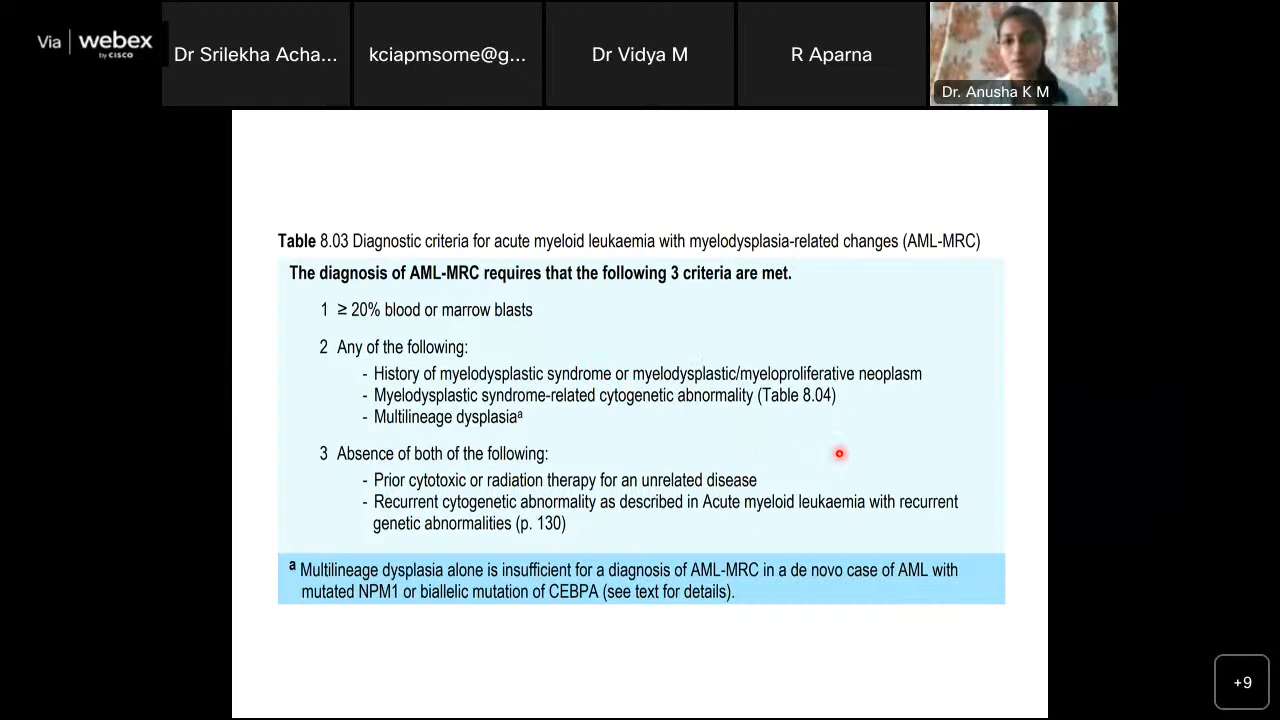 Via webex
by CISCO
Dr Srilekha Acha...
kciapmsome@g...
Dr Vidya M
R Aparna
Dr. Anusha K M
Table 8.03 Diagnostic criteria for acute myeloid leukaemia with myelodysplasia-related changes (AML-MRC)
The diagnosis of AML-MRC requires that the following 3 criteria are met.
1 ≥ 20% blood or marrow blasts
2 Any of the following:
- History of myelodysplastic syndrome or myelodysplastic/myeloproliferative neoplasm
- Myelodysplastic syndrome-related cytogenetic abnormality (Table 8.04)
- Multilineage dysplasiaᵃ
3 Absence of both of the following:
- Prior cytotoxic or radiation therapy for an unrelated disease
- Recurrent cytogenetic abnormality as described in Acute myeloid leukaemia with recurrent
genetic abnormalities (p. 130)
ᵃ Multilineage dysplasia alone is insufficient for a diagnosis of AML-MRC in a de novo case of AML with
mutated NPM1 or biallelic mutation of CEBPA (see text for details).
+9